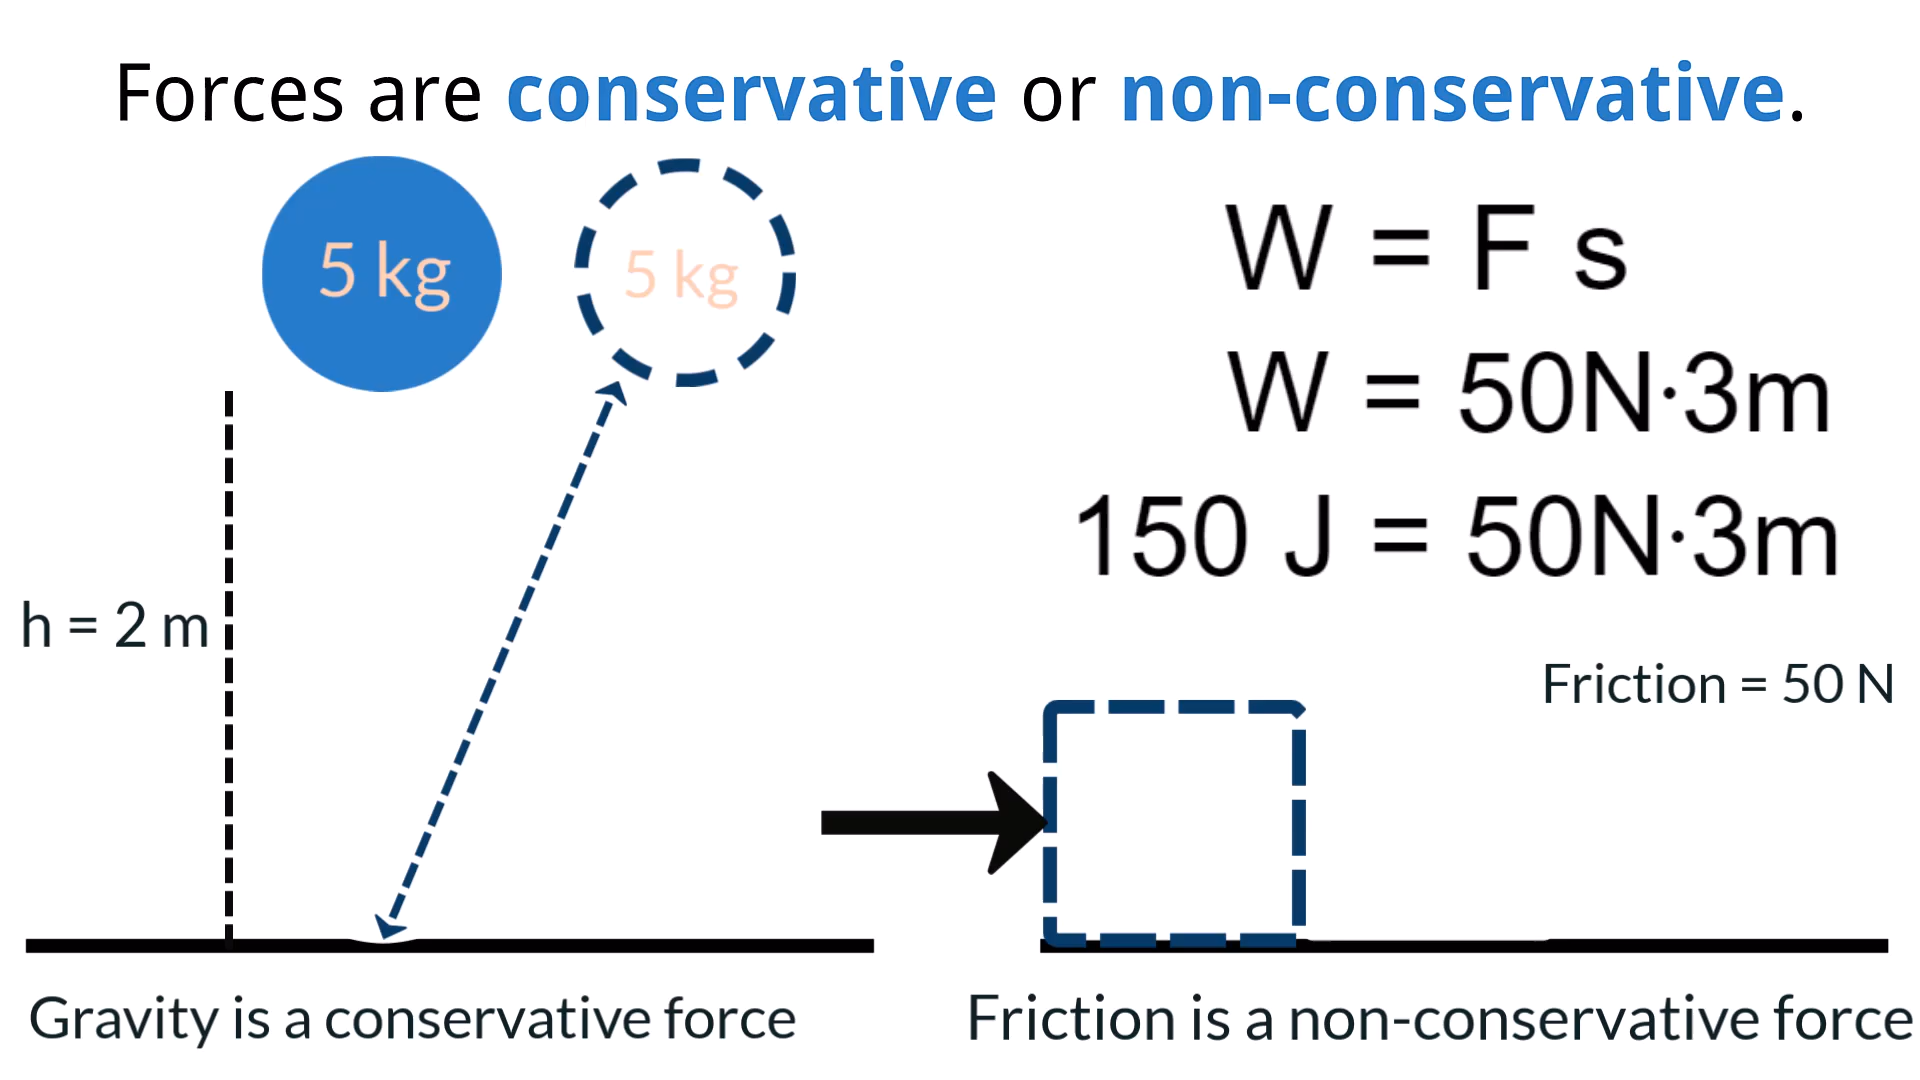 Forces are conservative or non-conservative.
5 kg
5 kg
h = 2 m
Gravity is a conservative force
W = F s
W = 50N·3m
150 J = 50N·3m
Friction = 50 N
Friction is a non-conservative force